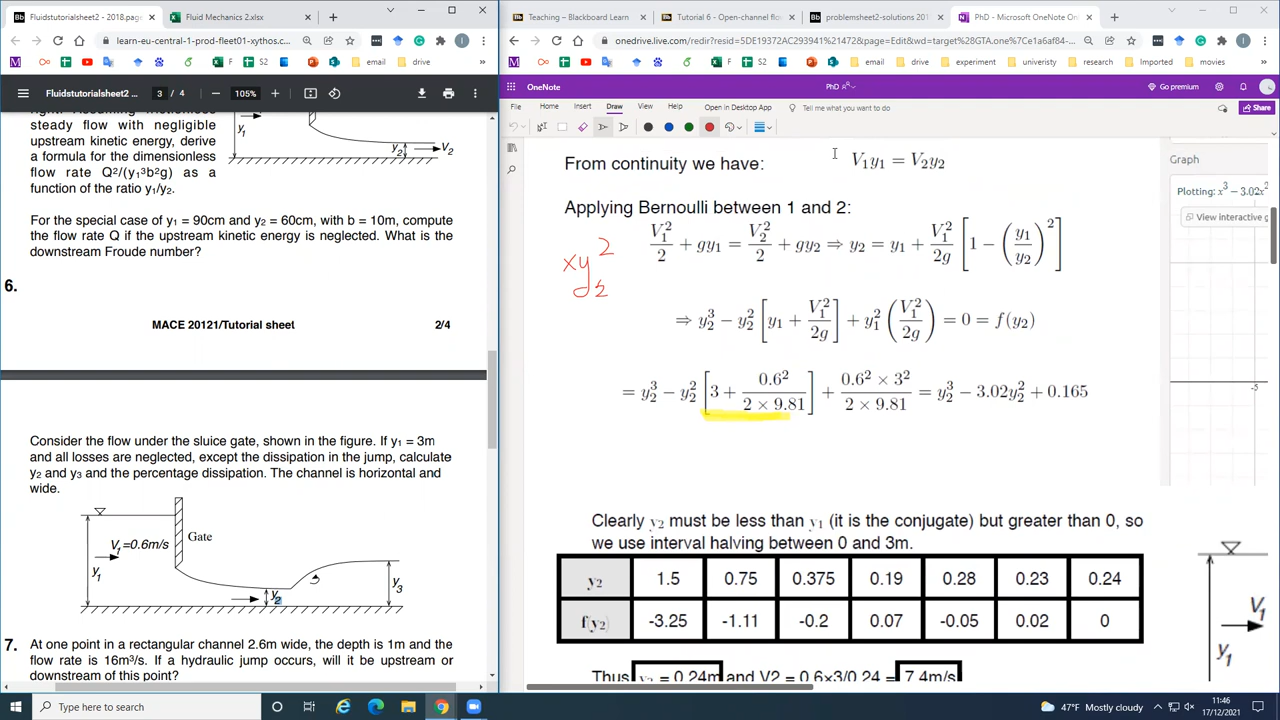 Fluidstutorialsheet2 - 2018.page
Fluid Mechanics 2.xlsx
Teaching – Blackboard Learn
Tutorial 6 - Open-channel flo
problemsheet2-solutions 201
PhD - Microsoft OneNote On
learn-eu-central-1-prod-fleet01-xythos.c...
onedrive.live.com/redir?resid=5DE19372AC293941%21472&page=Edit&wd=target%28GTA.one%7Ce1a6af84-...
F
S2
email
drive
F
S2
experiment
univeristy
research
Imported
movies
Fluidstutorialsheet2 ...
3 / 4
105%
OneNote
PhD
Go premium
File
Home
Insert
Draw
View
Help
Open in Desktop App
Tell me what you want to do
Share
steady flow with negligible
upstream kinetic energy, derive
a formula for the dimensionless
flow rate Q²/(y₁³b²g) as a
function of the ratio y₁/y₂.
y₁
y₂
V₂
For the special case of y₁ = 90cm and y₂ = 60cm, with b = 10m, compute
the flow rate Q if the upstream kinetic energy is neglected. What is the
downstream Froude number?
6.
MACE 20121/Tutorial sheet
2/4
Consider the flow under the sluice gate, shown in the figure. If y₁ = 3m
and all losses are neglected, except the dissipation in the jump, calculate
y₂ and y₃ and the percentage dissipation. The channel is horizontal and
wide.
Gate
V₁=0.6m/s
y₁
y₂
y₃
7. At one point in a rectangular channel 2.6m wide, the depth is 1m and the
flow rate is 16m³/s. If a hydraulic jump occurs, will it be upstream or
downstream of this point?
From continuity we have: V₁y₁ = V₂y₂
Applying Bernoulli between 1 and 2:
xy₂²
V₁²/2 + gy₁ = V₂²/2 + gy₂ ⇒ y₂ = y₁ + V₁²/2g [1 − (y₁/y₂)²]
⇒ y₂³ − y₂² [y₁ + V₁²/2g] + y₁² (V₁²/2g) = 0 = f(y₂)
= y₂³ − y₂² [3 + 0.6²/2 × 9.81] + 0.6² × 3²/2 × 9.81 = y₂³ − 3.02y₂² + 0.165
Clearly y₂ must be less than y₁ (it is the conjugate) but greater than 0, so
we use interval halving between 0 and 3m.
y₂ 1.5 0.75 0.375 0.19 0.28 0.23 0.24
f(y₂) -3.25 -1.11 -0.2 0.07 -0.05 0.02 0
Thus y₂ = 0.24m and V2 = 0.6×3/0.24 = 7.4m/s
Graph
Plotting: x³ − 3.02x
View interactive g
-5
V₁
y₁
Type here to search
47°F Mostly cloudy
11:46
17/12/2021